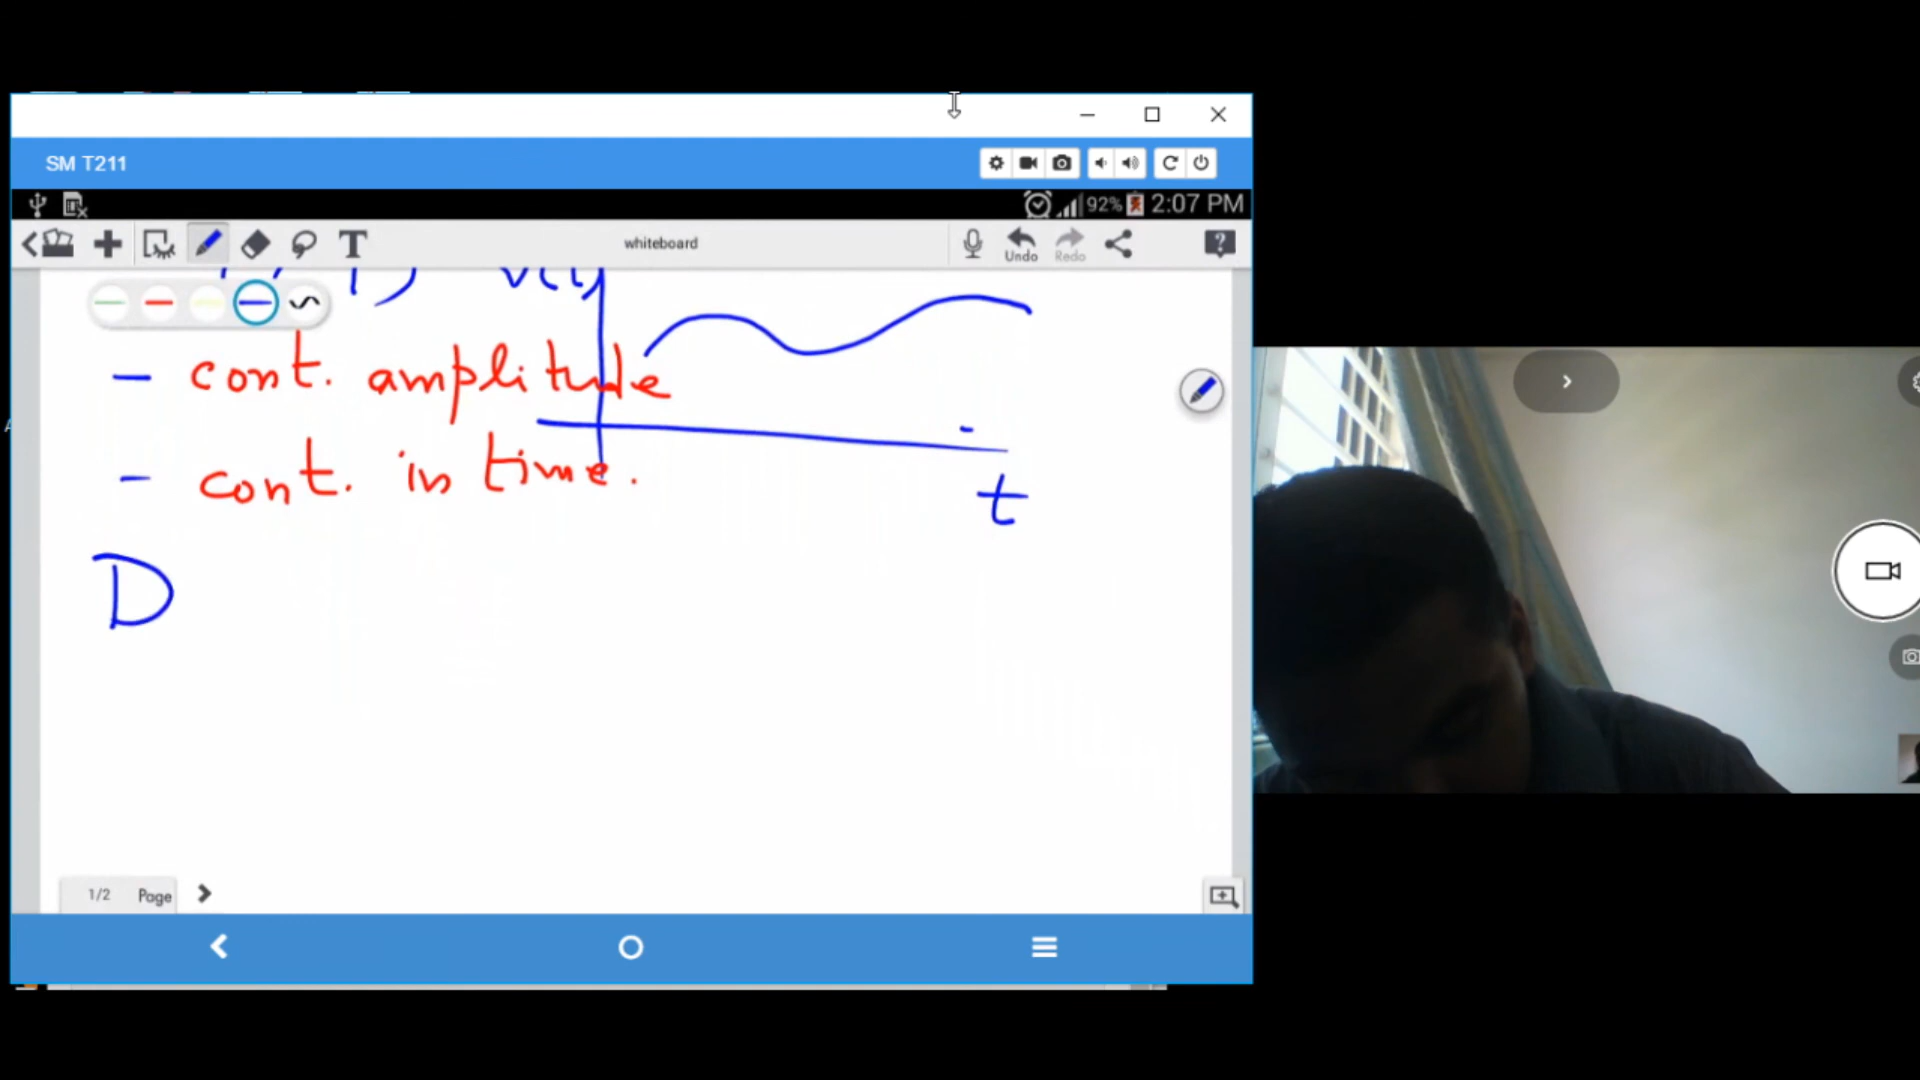 SM T211
92% 2:07 PM
whiteboard
Undo
Redo
- cont. amplitude
- cont. in time.
t
D
1/2 Page